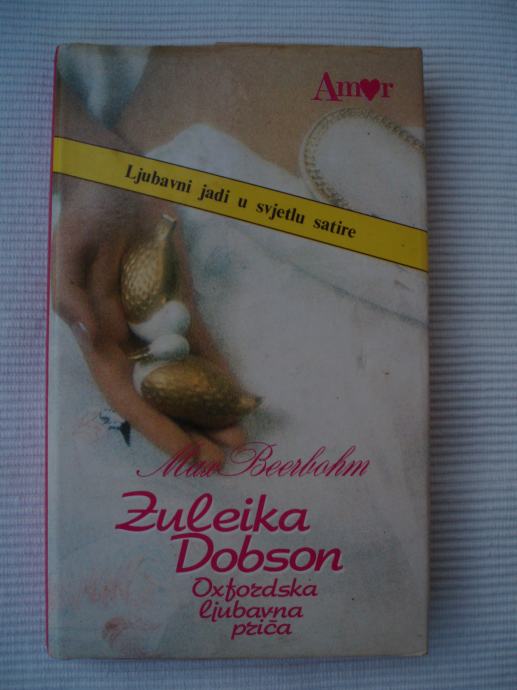 Amor
Ljubavni jadi u svjetlu satire
Max Beerbohm
Zuleika
Dobson
Oxfordska
ljubavna
priča